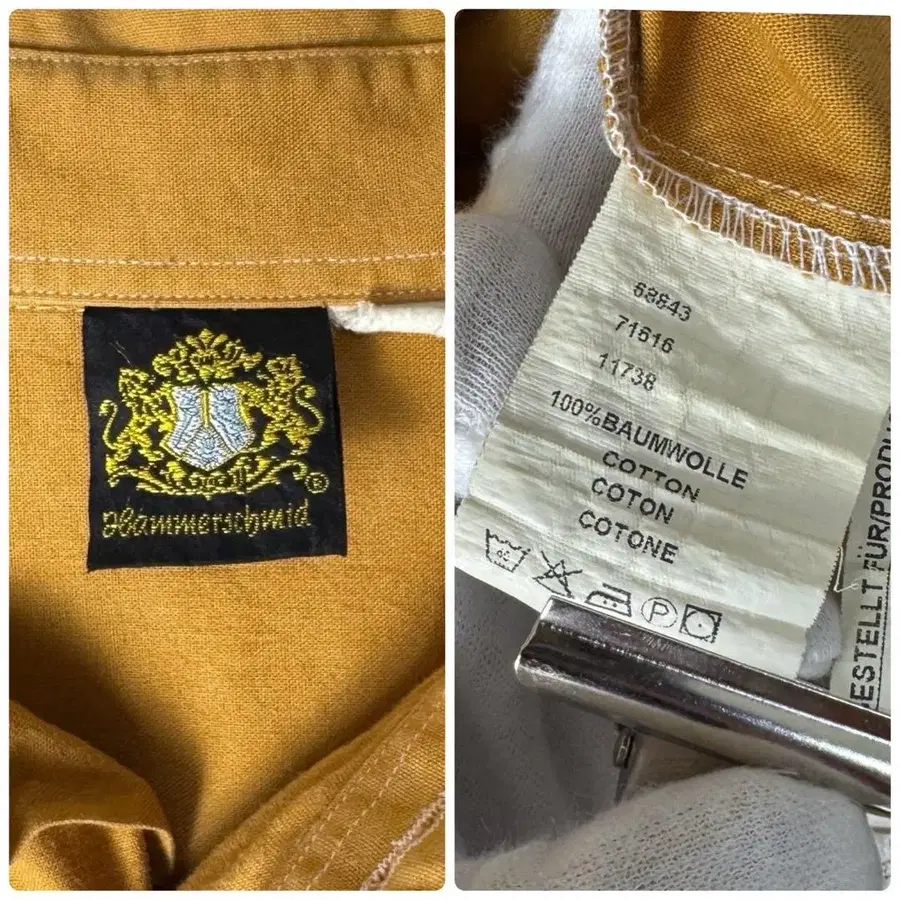 ®
Hammerschmid
68843
71616
11738
100%BAUMWOLLE
COTTON
COTON
COTONE
P
ESTELLT FÜR/PRODU